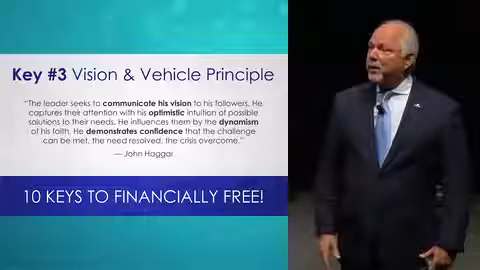 Key #3 Vision & Vehicle Principle
“The leader seeks to communicate his vision to his followers. He
captures their attention with his optimistic intuition of possible
solutions to their needs. He influences them by the dynamism
of his faith. He demonstrates confidence that the challenge
can be met, the need resolved, the crisis overcome.”
— John Haggar
10 KEYS TO FINANCIALLY FREE!